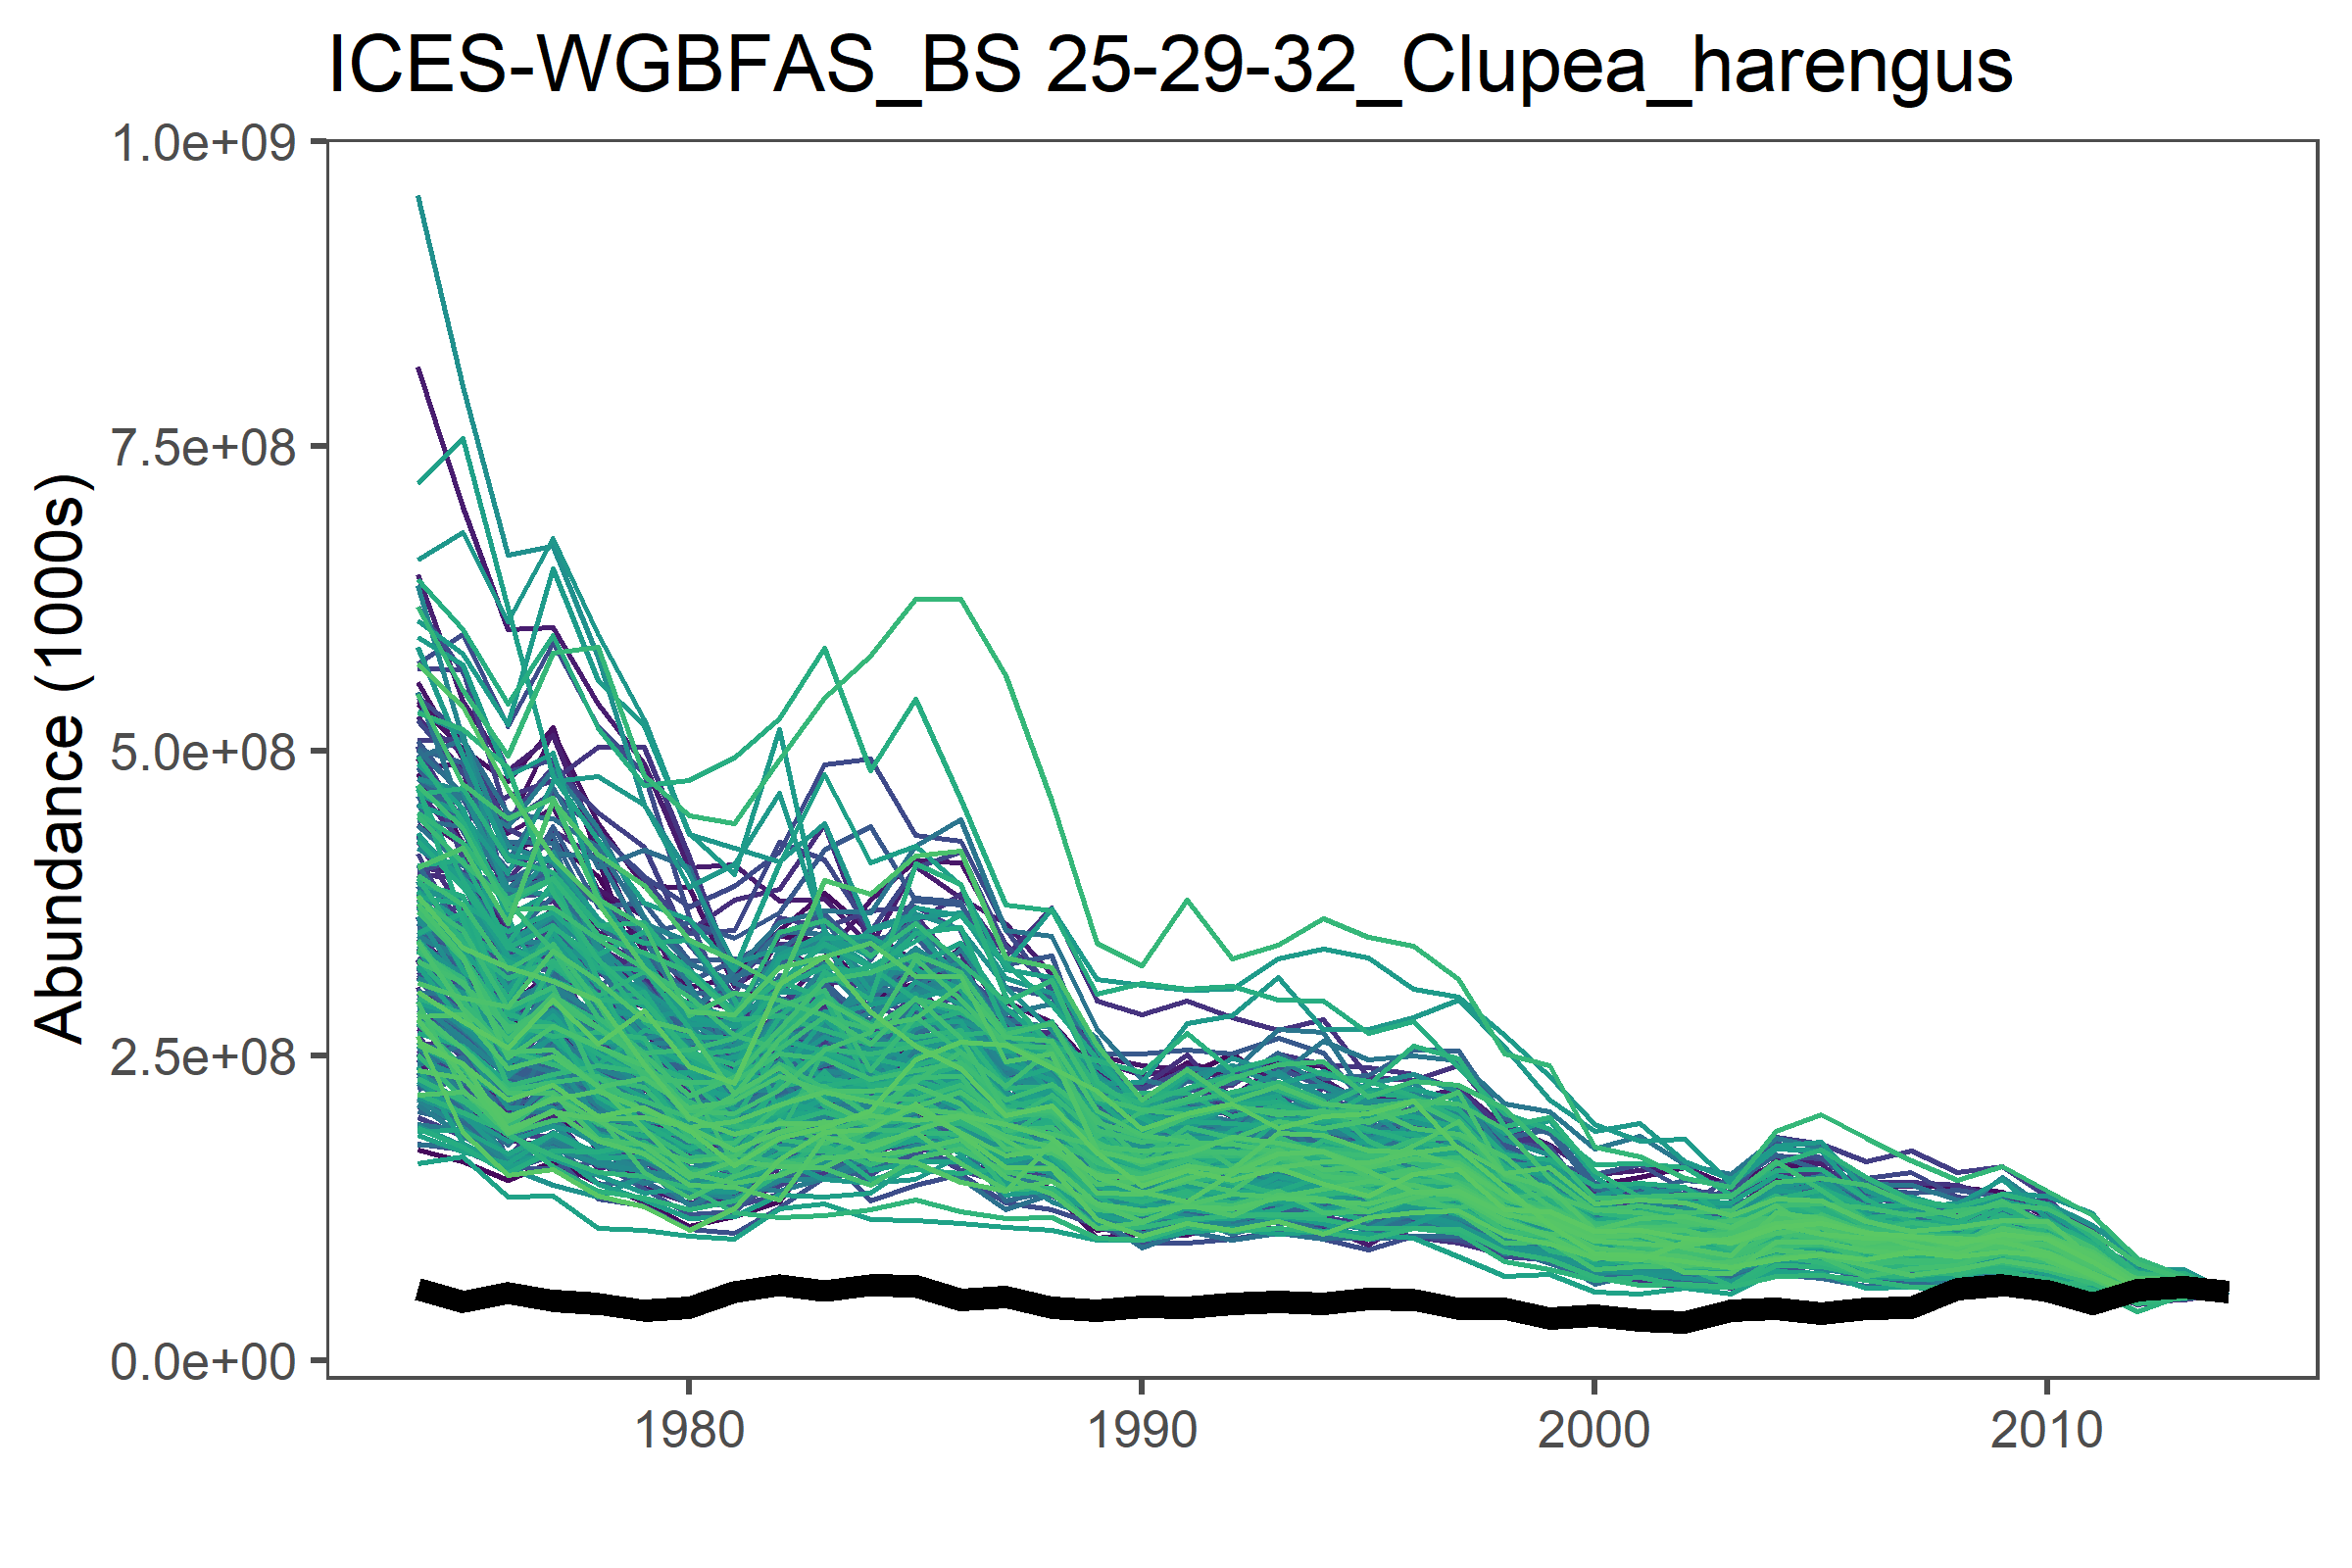 ICES-WGBFAS_BS 25-29-32_Clupea_harengus
Abundance (1000s)
1.0e+09
7.5e+08
5.0e+08
2.5e+08
0.0e+00
1980 1990 2000 2010